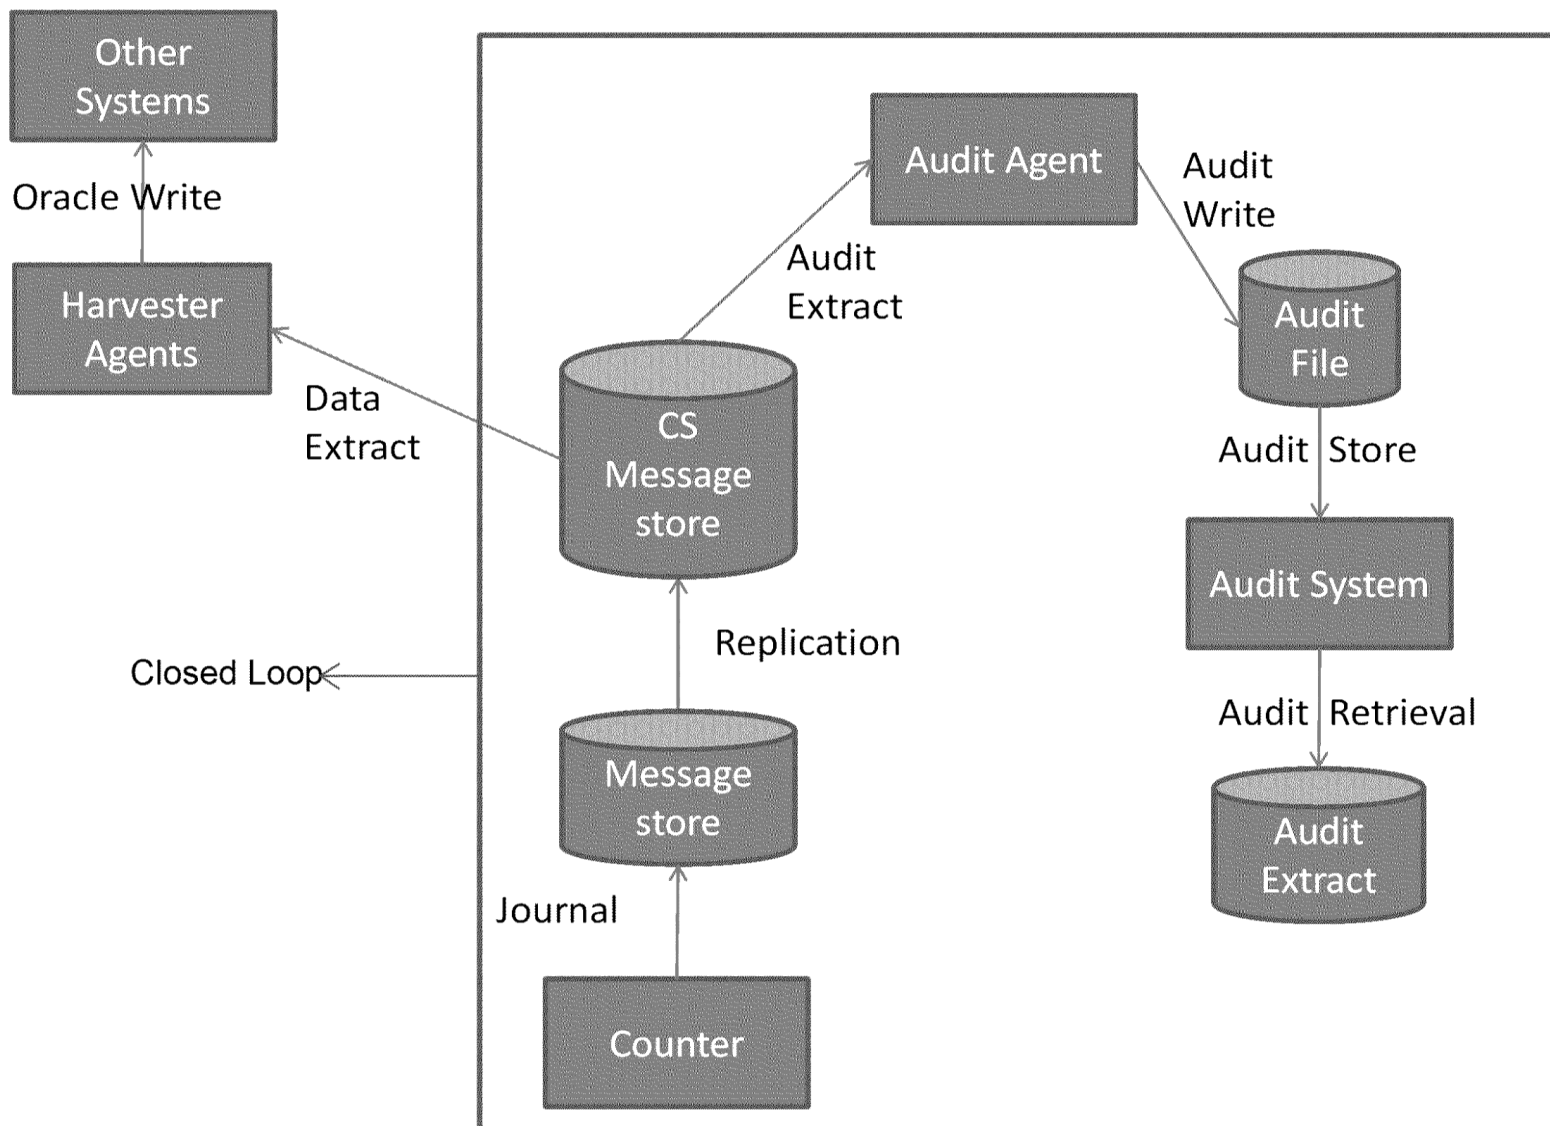 Other
Systems
Oracle Write
Harvester
Agents
Data
Extract
Closed Loop
Audit Agent
Audit
Write
Audit
Extract
Audit
File
CS
Message
store
Audit Store
Audit System
Replication
Audit Retrieval
Message
store
Audit
Extract
Journal
Counter